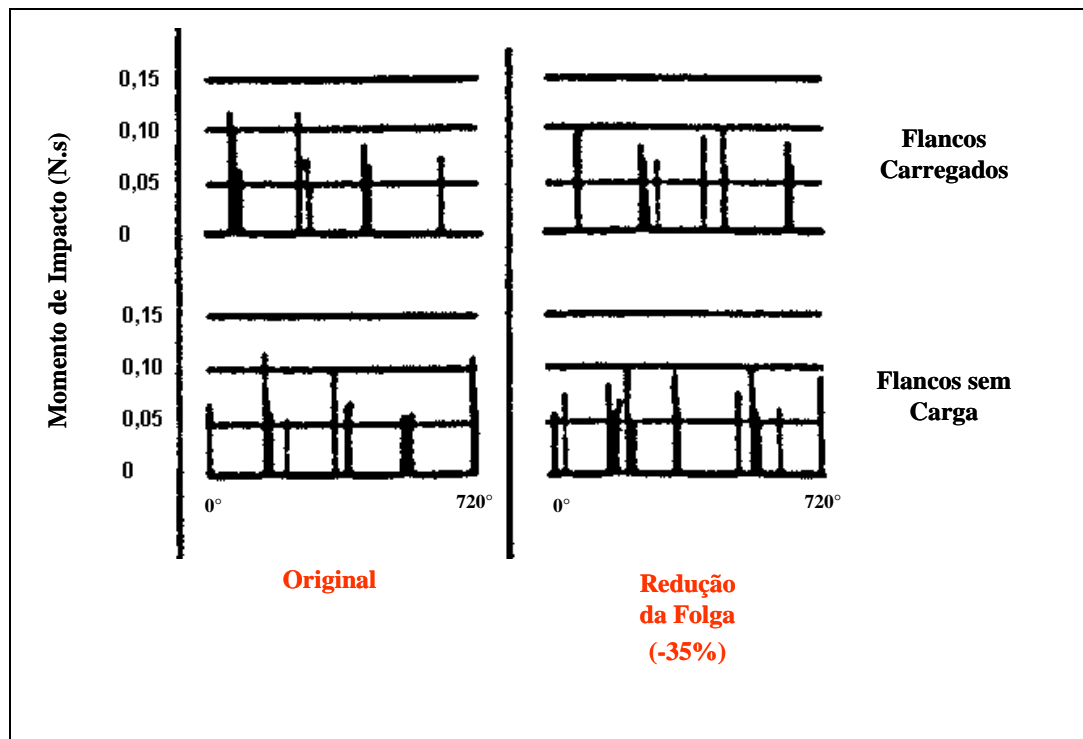 Momento de Impacto (N.s)
0,15
0,10
0,05
0
Flancos
Carregados
0,15
0,10
0,05
0
Flancos sem
Carga
0° 720° 0° 720°
Original
Redução
da Folga
(-35%)